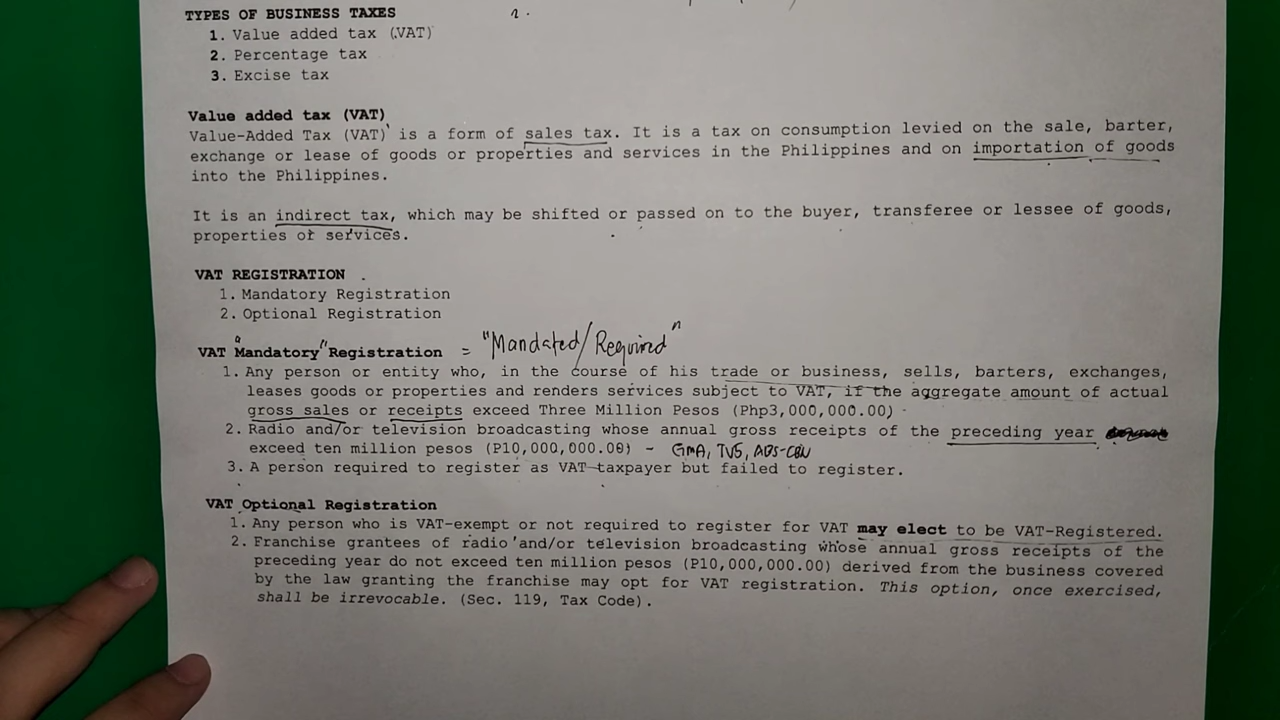 TYPES OF BUSINESS TAXES
1. Value added tax (VAT)
2. Percentage tax
3. Excise tax
Value added tax (VAT)
Value-Added Tax (VAT) is a form of sales tax. It is a tax on consumption levied on the sale, barter,
exchange or lease of goods or properties and services in the Philippines and on importation of goods
into the Philippines.
It is an indirect tax, which may be shifted or passed on to the buyer, transferee or lessee of goods,
properties or services.
VAT REGISTRATION
1. Mandatory Registration
2. Optional Registration
VAT "Mandatory" Registration = "Mandated/Required"
1. Any person or entity who, in the course of his trade or business, sells, barters, exchanges,
leases goods or properties and renders services subject to VAT, if the aggregate amount of actual
gross sales or receipts exceed Three Million Pesos (Php3,000,000.00)
2. Radio and/or television broadcasting whose annual gross receipts of the preceding year
exceed ten million pesos (P10,000,000.00) - GMA, TV5, ABS-CBN
3. A person required to register as VAT taxpayer but failed to register.
VAT Optional Registration
1. Any person who is VAT-exempt or not required to register for VAT may elect to be VAT-Registered.
2. Franchise grantees of radio and/or television broadcasting whose annual gross receipts of the
preceding year do not exceed ten million pesos (P10,000,000.00) derived from the business covered
by the law granting the franchise may opt for VAT registration. This option, once exercised,
shall be irrevocable. (Sec. 119, Tax Code).